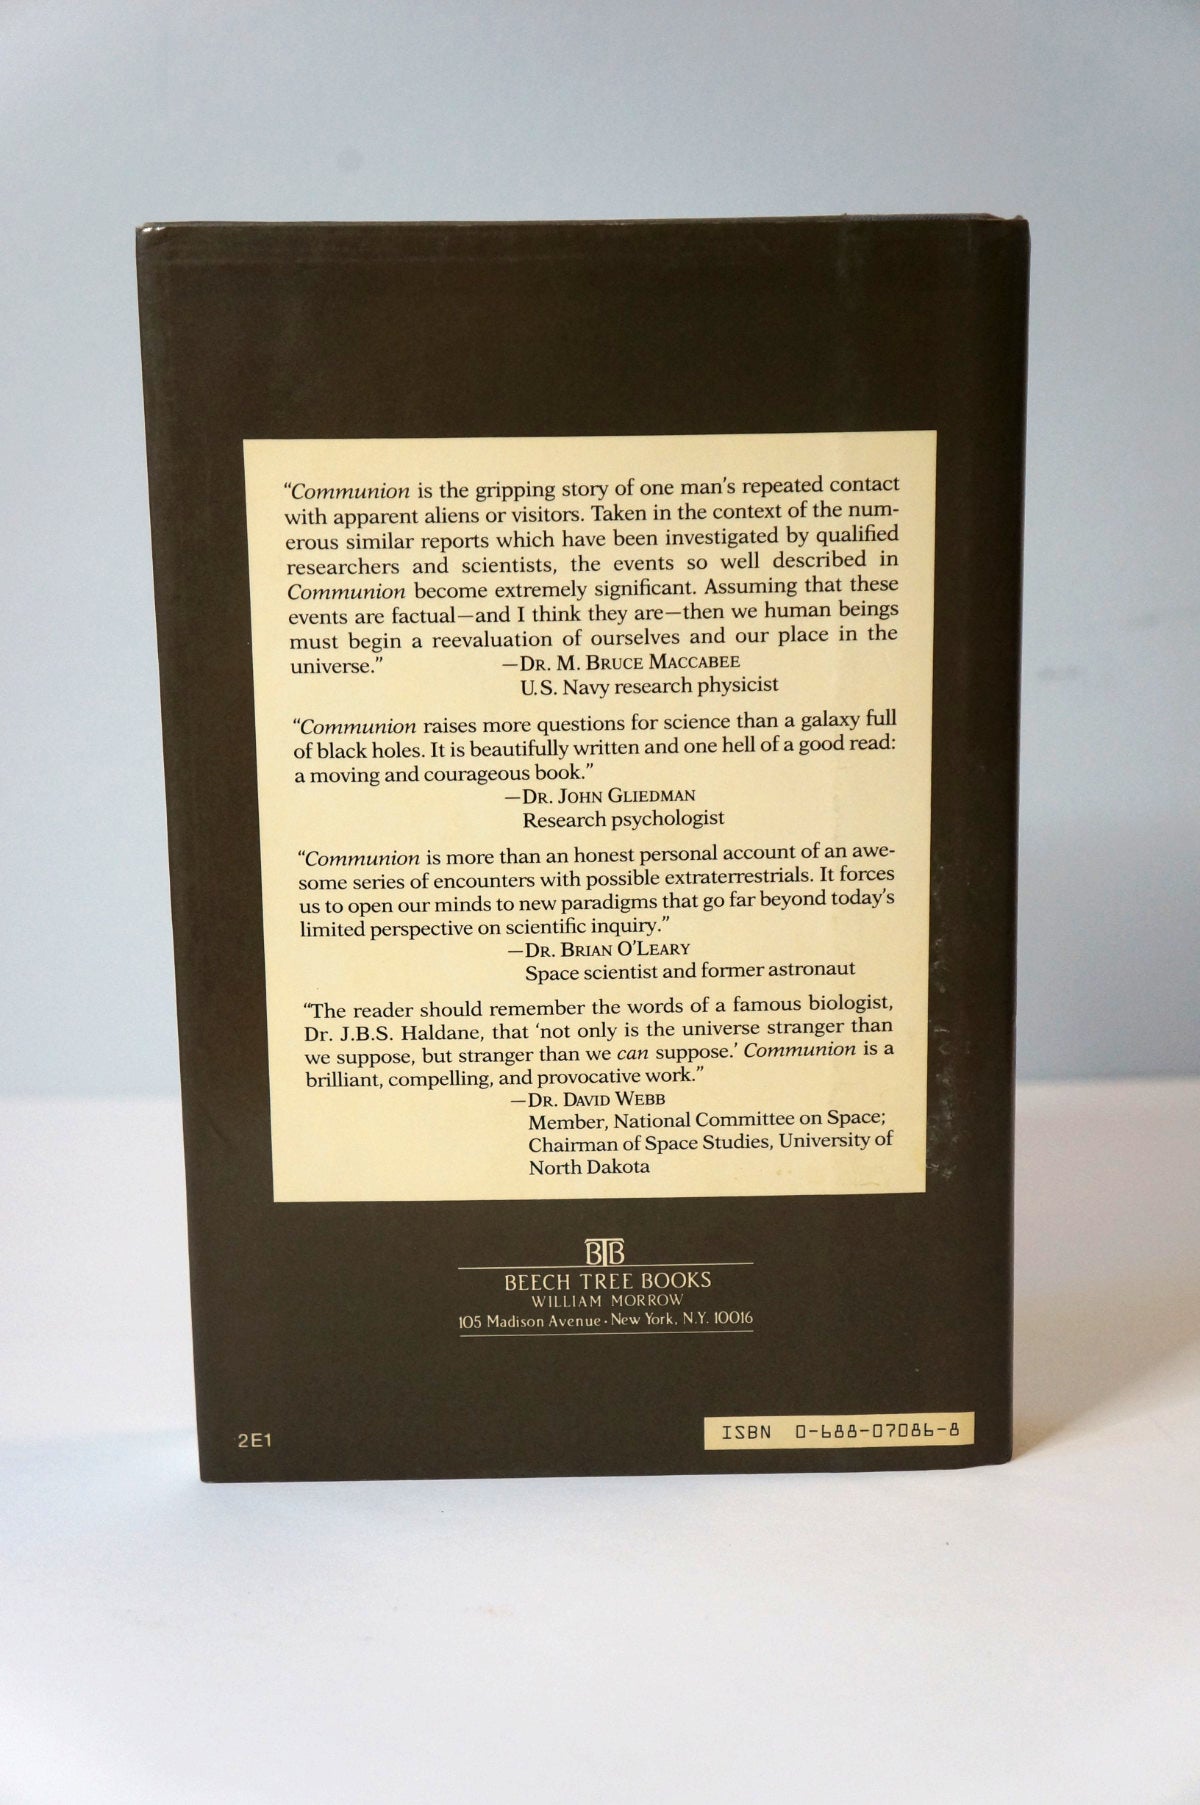 “Communion is the gripping story of one man’s repeated contact
with apparent aliens or visitors. Taken in the context of the num-
erous similar reports which have been investigated by qualified
researchers and scientists, the events so well described in
Communion become extremely significant. Assuming that these
events are factual—and I think they are—then we human beings
must begin a reevaluation of ourselves and our place in the
universe.” —DR. M. BRUCE MACCABEE
U.S. Navy research physicist
“Communion raises more questions for science than a galaxy full
of black holes. It is beautifully written and one hell of a good read:
a moving and courageous book.”
—DR. JOHN GLIEDMAN
Research psychologist
“Communion is more than an honest personal account of an awe-
some series of encounters with possible extraterrestrials. It forces
us to open our minds to new paradigms that go far beyond today’s
limited perspective on scientific inquiry.”
—DR. BRIAN O’LEARY
Space scientist and former astronaut
“The reader should remember the words of a famous biologist,
Dr. J.B.S. Haldane, that ‘not only is the universe stranger than
we suppose, but stranger than we can suppose.’ Communion is a
brilliant, compelling, and provocative work.”
—DR. DAVID WEBB
Member, National Committee on Space;
Chairman of Space Studies, University of
North Dakota
BTB
BEECH TREE BOOKS
WILLIAM MORROW
105 Madison Avenue · New York, N.Y. 10016
2E1
ISBN 0-688-07086-8